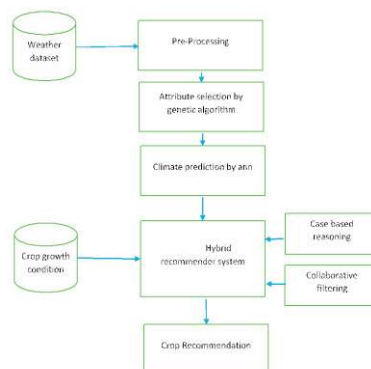 Weather
dataset
Pre-Processing
Attribute selection by
genetic algorithm
Climate prediction by ann
Crop growth
condition
Hybrid
recommender system
Case based
reasoning
Collaborative
filtering
Crop Recommendation